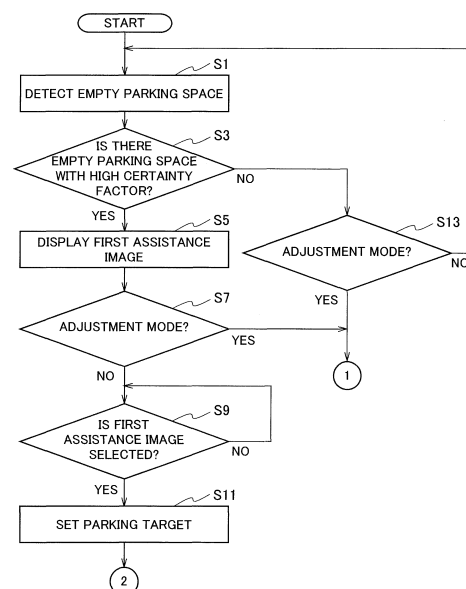 START
S1
DETECT EMPTY PARKING SPACE
S3
IS THERE
EMPTY PARKING SPACE
WITH HIGH CERTAINTY
FACTOR?
NO
YES
S5
DISPLAY FIRST ASSISTANCE
IMAGE
S13
ADJUSTMENT MODE?
NO
YES
S7
ADJUSTMENT MODE?
YES
NO
1
S9
IS FIRST
ASSISTANCE IMAGE
SELECTED?
NO
YES
S11
SET PARKING TARGET
2